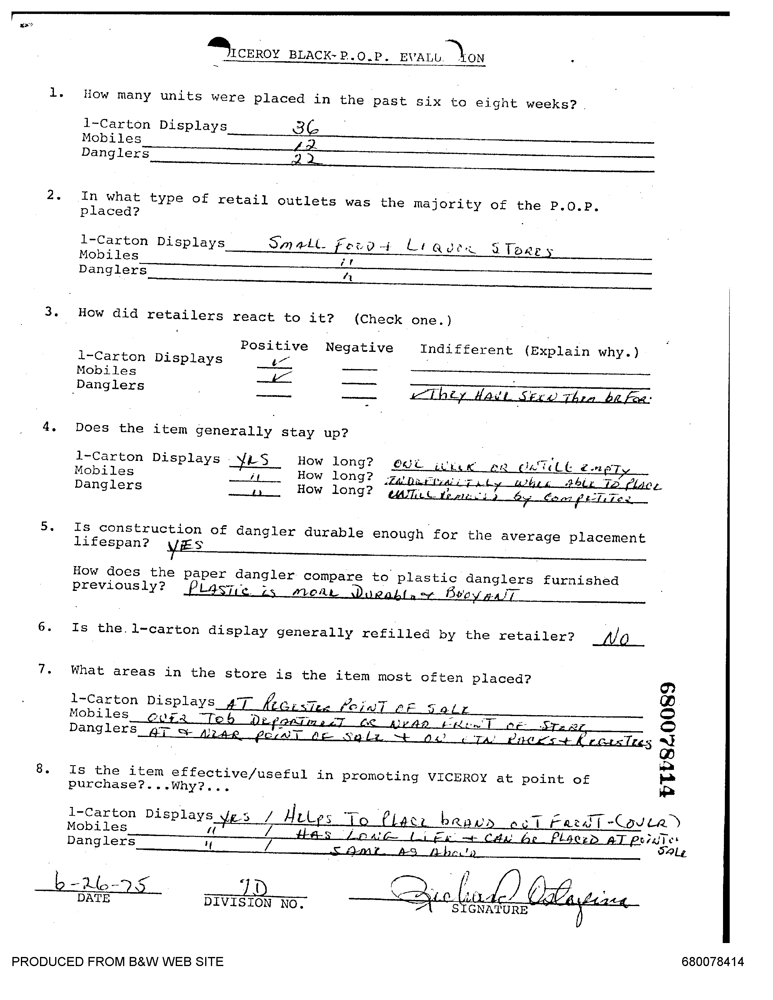 ICEROY BLACK-P.O.P. EVALU ION
1. How many units were placed in the past six to eight weeks?
1-Carton Displays 36
Mobiles 12
Danglers 22
2. In what type of retail outlets was the majority of the P.O.P.
placed?
1-Carton Displays SMALL FOOD + LIQUOR STORES
Mobiles "
Danglers "
3. How did retailers react to it? (Check one.)
Positive Negative Indifferent (Explain why.)
1-Carton Displays ✓
Mobiles ✓
Danglers ✓ They HAVE SEEN Them beFor
4. Does the item generally stay up?
1-Carton Displays YES How long? ONE WEEK OR UNTILL EMPTY
Mobiles " How long? INDEFINITELY WHEN Able TO PLACE
Danglers " How long? UNTILL removed by COMPETITOR
5. Is construction of dangler durable enough for the average placement
lifespan? YES
How does the paper dangler compare to plastic danglers furnished
previously? PLASTIC is more DURABLE + BUOYANT
6. Is the 1-carton display generally refilled by the retailer? NO
7. What areas in the store is the item most often placed?
1-Carton Displays AT REGISTER POINT OF SALE
Mobiles OVER TOB DEPARTMENT OR NEAR FRONT OF STORE
Danglers AT + NEAR POINT OF SALE + ON CTN RACKS + REGISTERS
8. Is the item effective/useful in promoting VICEROY at point of
purchase?...Why?...
1-Carton Displays YES / HELPS TO PLACE BRAND OUT FRONT-(OVER)
Mobiles " / HAS LONG LIFE + CAN be PLACED AT POINT OF SALE
Danglers " / SAME AS Above
6-26-75
DATE
DIVISION NO.
Richard
SIGNATURE
680078414
PRODUCED FROM B&W WEB SITE
680078414